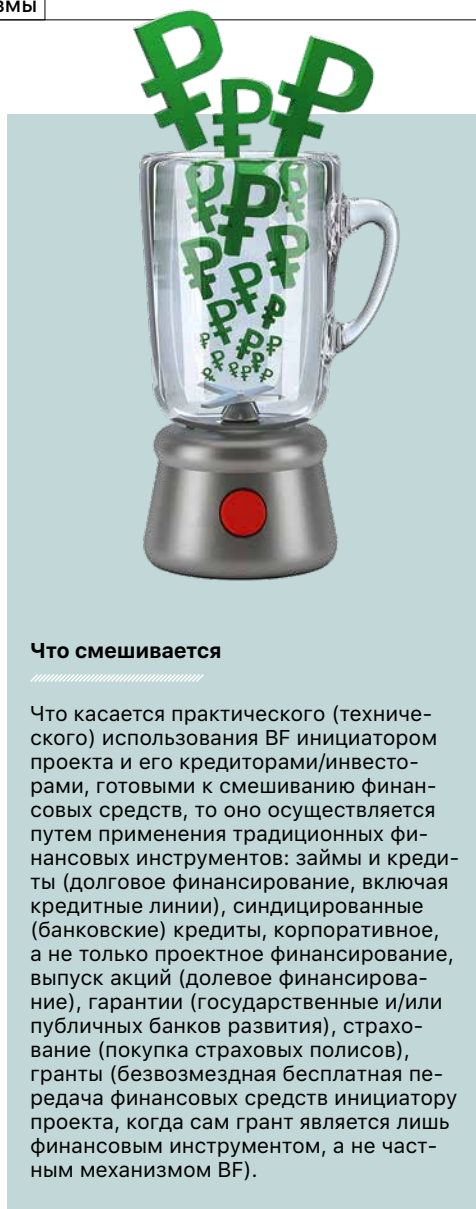 Что смешивается
Что касается практического (техниче-
ского) использования BF инициатором
проекта и его кредиторами/инвесто-
рами, готовыми к смешиванию финан-
совых средств, то оно осуществляется
путем применения традиционных фи-
нансовых инструментов: займы и креди-
ты (долговое финансирование, включая
кредитные линии), синдицированные
(банковские) кредиты, корпоративное,
а не только проектное финансирование,
выпуск акций (долевое финансирова-
ние), гарантии (государственные и/или
публичных банков развития), страхо-
вание (покупка страховых полисов),
гранты (безвозмездная бесплатная пе-
редача финансовых средств инициатору
проекта, когда сам грант является лишь
финансовым инструментом, а не част-
ным механизмом BF).